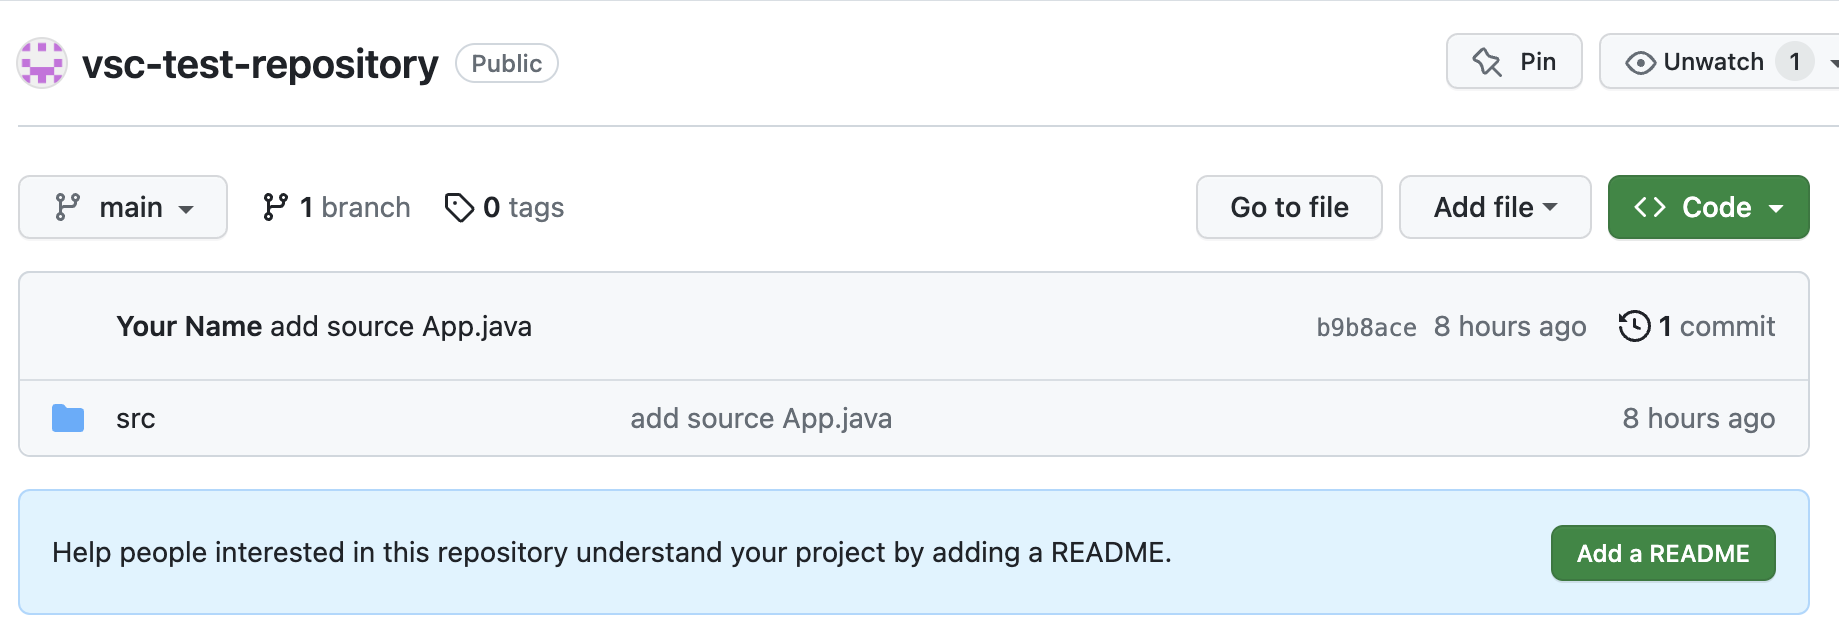 vsc-test-repository Public Pin Unwatch 1
main 1 branch 0 tags Go to file Add file Code
Your Name add source App.java b9b8ace 8 hours ago 1 commit
src add source App.java 8 hours ago
Help people interested in this repository understand your project by adding a README. Add a README